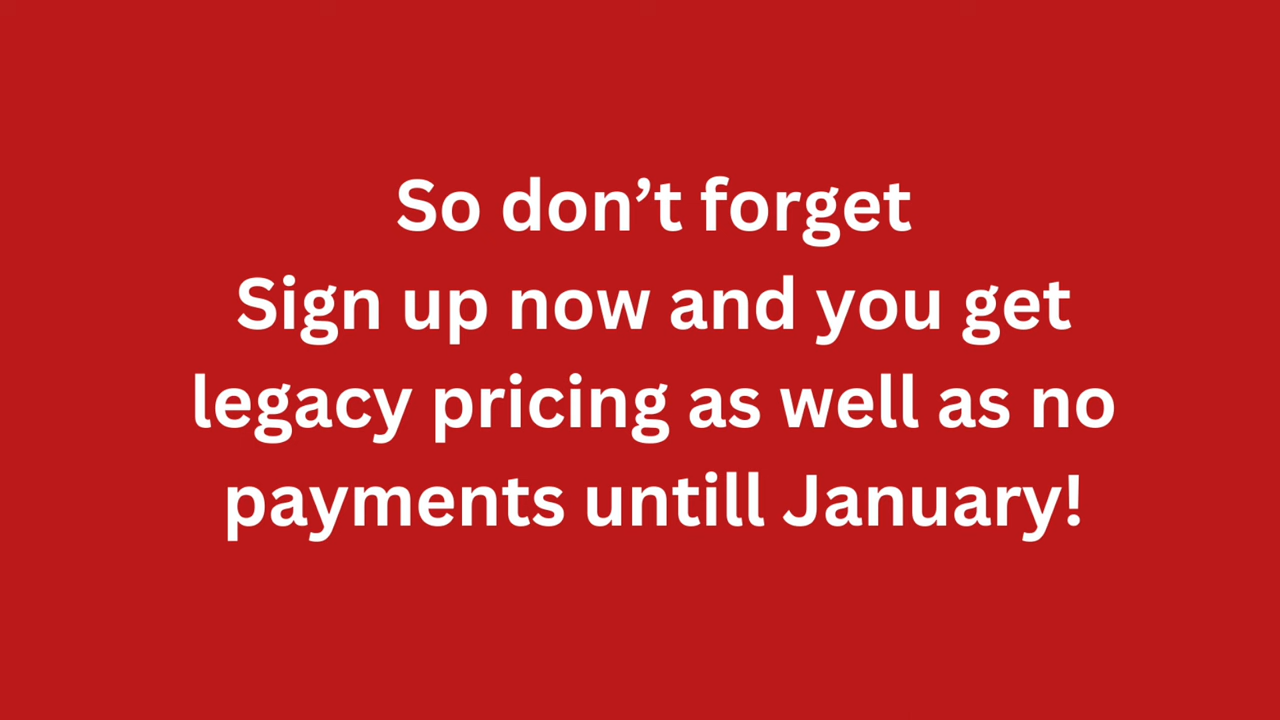 So don’t forget
Sign up now and you get
legacy pricing as well as no
payments untill January!